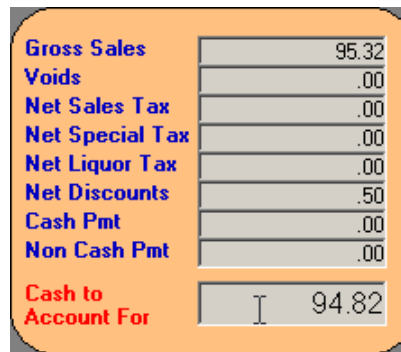 Gross Sales 95.32
Voids .00
Net Sales Tax .00
Net Special Tax .00
Net Liquor Tax .00
Net Discounts .50
Cash Pmt .00
Non Cash Pmt .00
Cash to
Account For 94.82